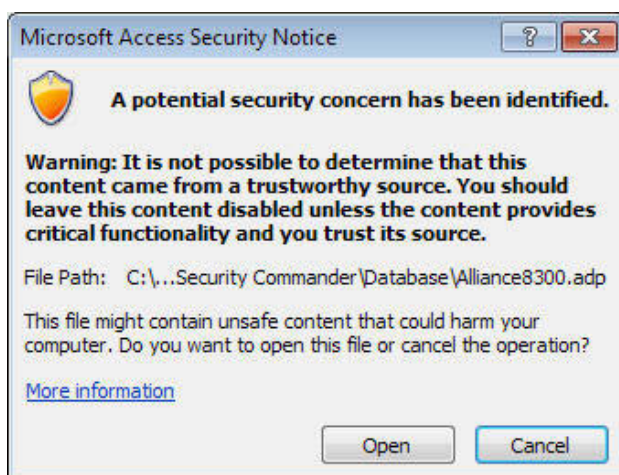 Microsoft Access Security Notice
A potential security concern has been identified.
Warning: It is not possible to determine that this
content came from a trustworthy source. You should
leave this content disabled unless the content provides
critical functionality and you trust its source.
File Path: C:\...Security Commander\Database\Alliance8300.adp
This file might contain unsafe content that could harm your
computer. Do you want to open this file or cancel the operation?
More information
Open Cancel